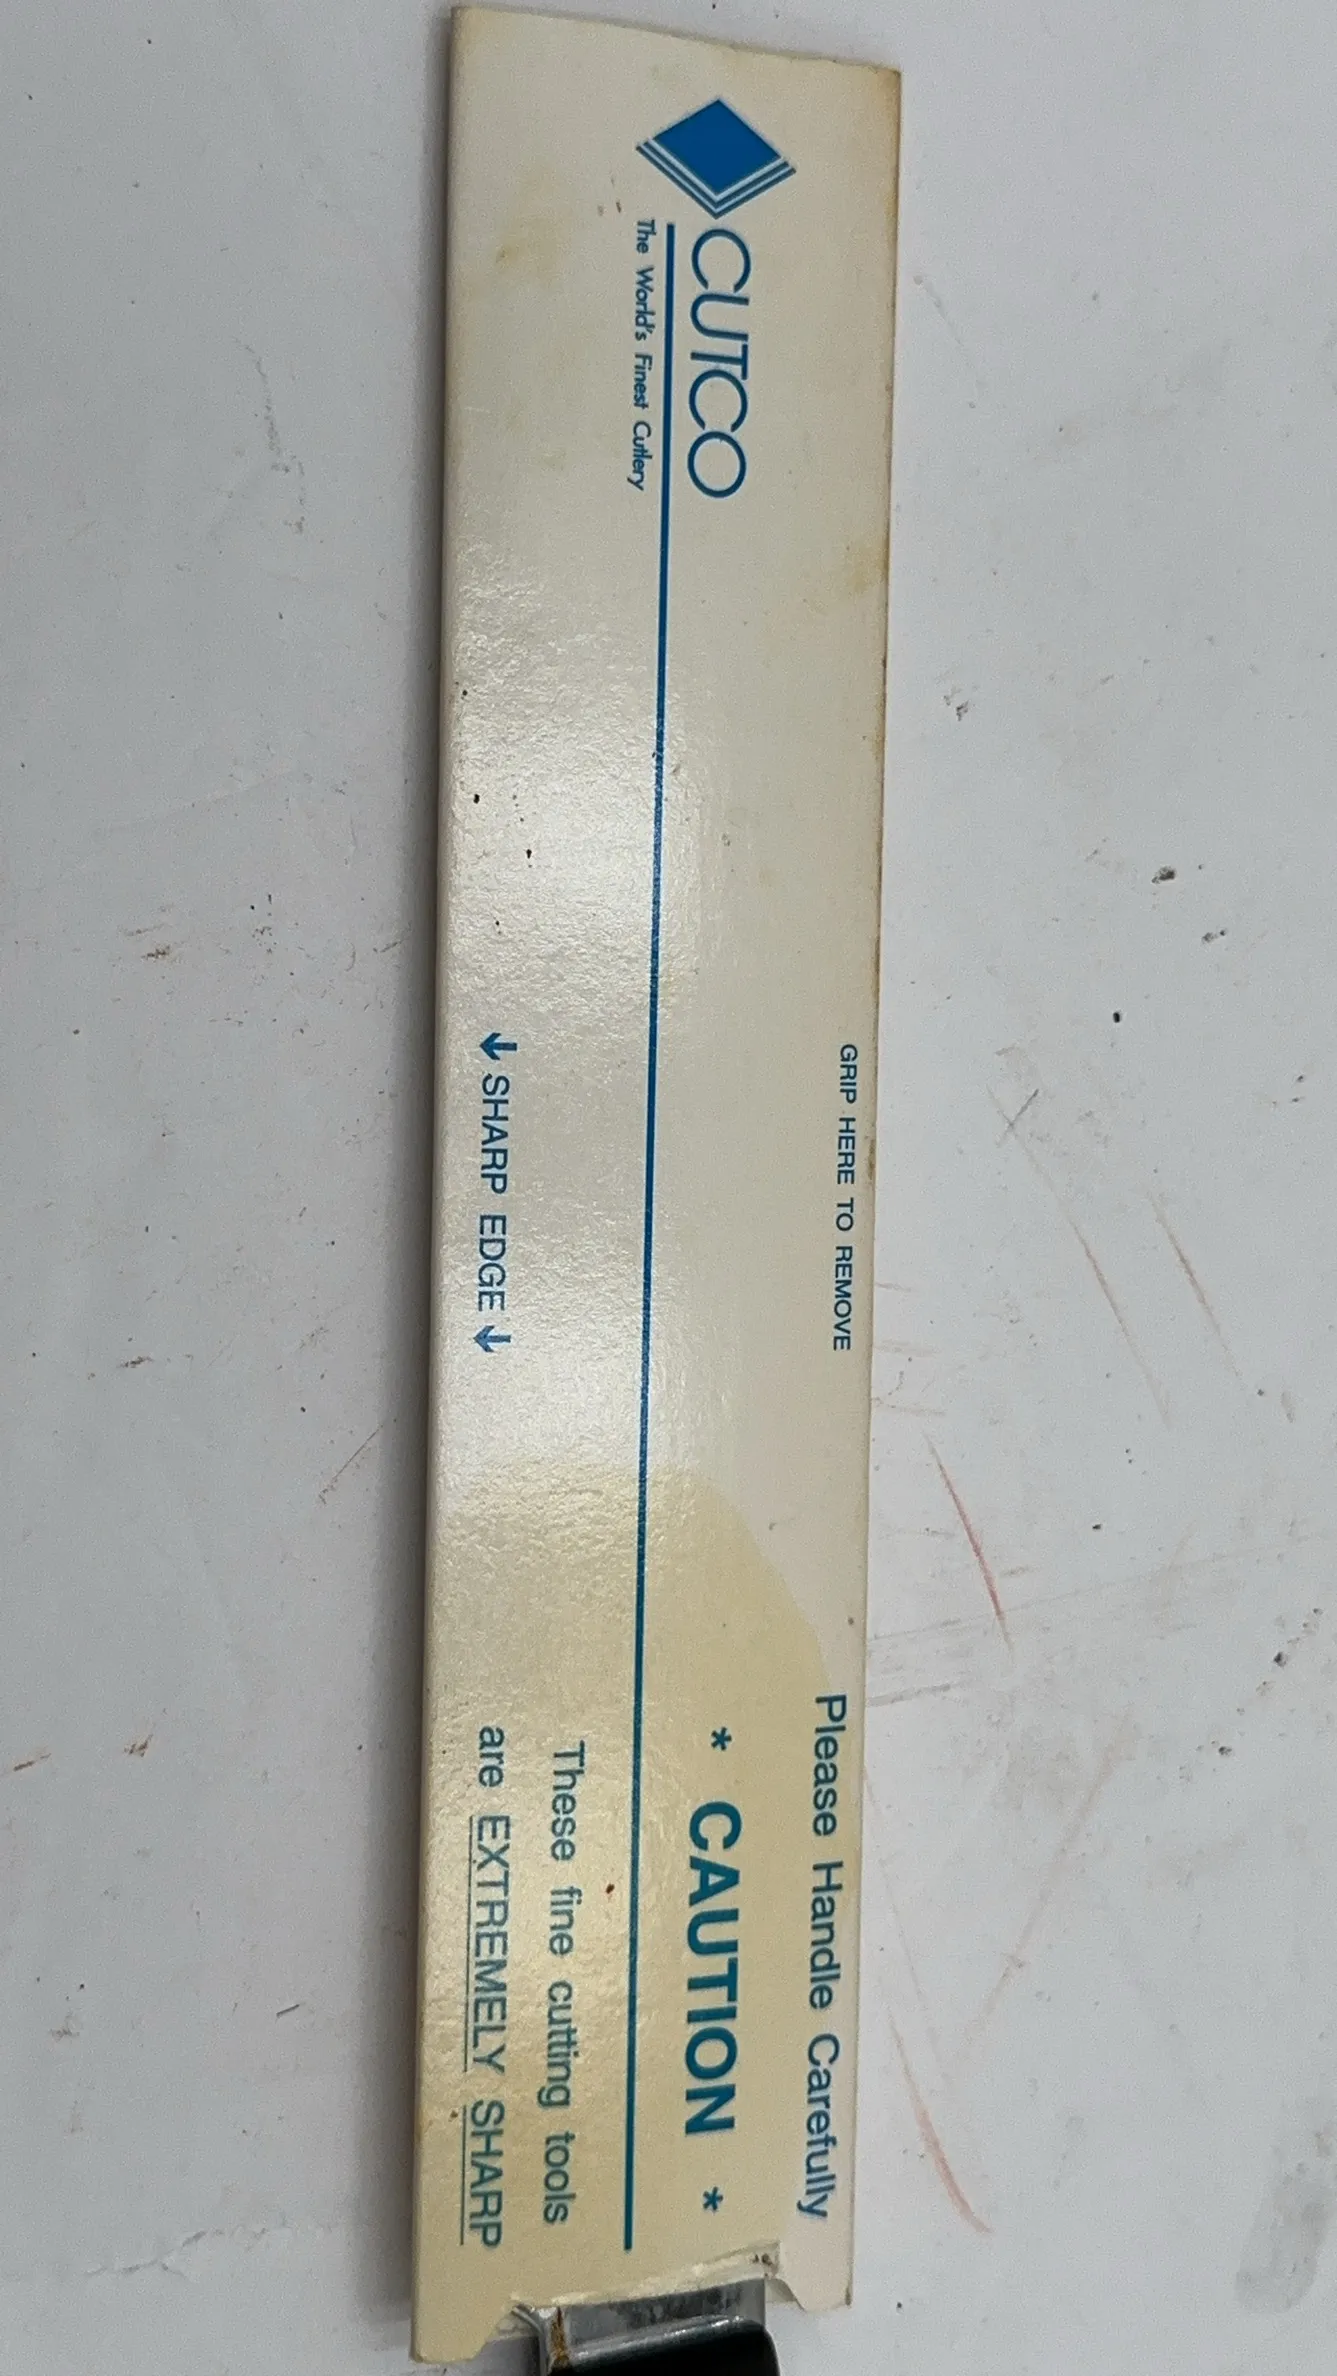 CUTCO
The World's Finest Cutlery
GRIP HERE TO REMOVE
↓ SHARP EDGE ↓
Please Handle Carefully
* CAUTION *
These fine cutting tools
are EXTREMELY SHARP